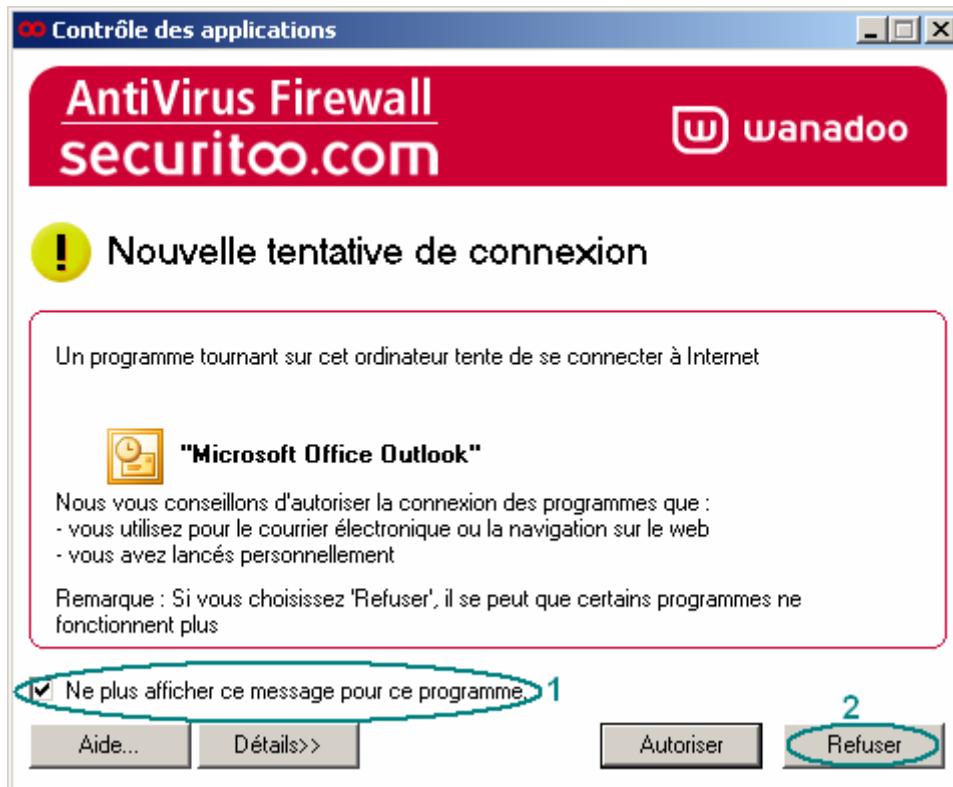 Contrôle des applications
AntiVirus Firewall
securitoo.com
w wanadoo
! Nouvelle tentative de connexion
Un programme tournant sur cet ordinateur tente de se connecter à Internet
"Microsoft Office Outlook"
Nous vous conseillons d'autoriser la connexion des programmes que :
- vous utilisez pour le courrier électronique ou la navigation sur le web
- vous avez lancés personnellement
Remarque : Si vous choisissez 'Refuser', il se peut que certains programmes ne
fonctionnent plus
Ne plus afficher ce message pour ce programme. 1
2
Aide... Détails>> Autoriser Refuser